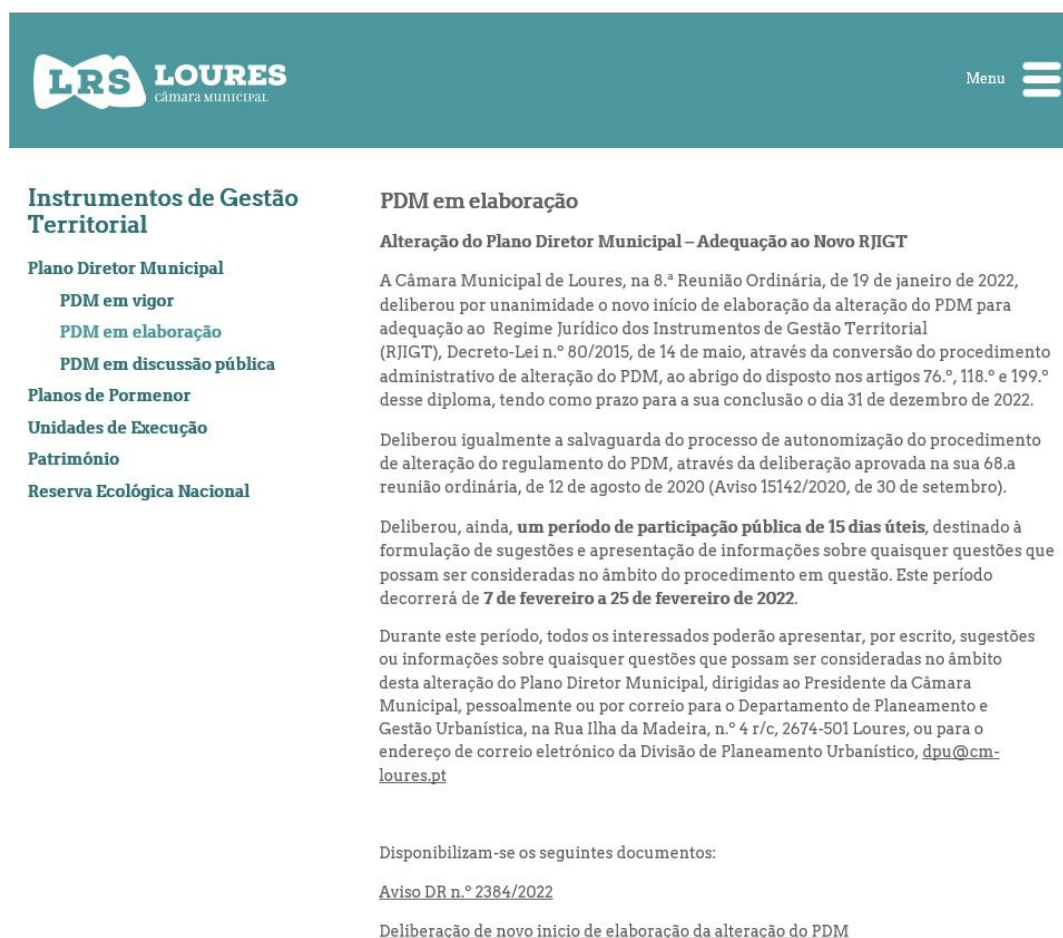 LRS LOURES
câmara municipal
Menu
Instrumentos de Gestão
Territorial
Plano Diretor Municipal
PDM em vigor
PDM em elaboração
PDM em discussão pública
Planos de Pormenor
Unidades de Execução
Património
Reserva Ecológica Nacional
PDM em elaboração
Alteração do Plano Diretor Municipal – Adequação ao Novo RJIGT
A Câmara Municipal de Loures, na 8.ª Reunião Ordinária, de 19 de janeiro de 2022,
deliberou por unanimidade o novo início de elaboração da alteração do PDM para
adequação ao Regime Jurídico dos Instrumentos de Gestão Territorial
(RJIGT), Decreto-Lei n.º 80/2015, de 14 de maio, através da conversão do procedimento
administrativo de alteração do PDM, ao abrigo do disposto nos artigos 76.º, 118.º e 199.º
desse diploma, tendo como prazo para a sua conclusão o dia 31 de dezembro de 2022.
Deliberou igualmente a salvaguarda do processo de autonomização do procedimento
de alteração do regulamento do PDM, através da deliberação aprovada na sua 68.a
reunião ordinária, de 12 de agosto de 2020 (Aviso 15142/2020, de 30 de setembro).
Deliberou, ainda, um período de participação pública de 15 dias úteis, destinado à
formulação de sugestões e apresentação de informações sobre quaisquer questões que
possam ser consideradas no âmbito do procedimento em questão. Este período
decorrerá de 7 de fevereiro a 25 de fevereiro de 2022.
Durante este período, todos os interessados poderão apresentar, por escrito, sugestões
ou informações sobre quaisquer questões que possam ser consideradas no âmbito
desta alteração do Plano Diretor Municipal, dirigidas ao Presidente da Câmara
Municipal, pessoalmente ou por correio para o Departamento de Planeamento e
Gestão Urbanística, na Rua Ilha da Madeira, n.º 4 r/c, 2674-501 Loures, ou para o
endereço de correio eletrónico da Divisão de Planeamento Urbanístico, dpu@cm-
loures.pt
Disponibilizam-se os seguintes documentos:
Aviso DR n.º 2384/2022
Deliberação de novo inicio de elaboração da alteração do PDM